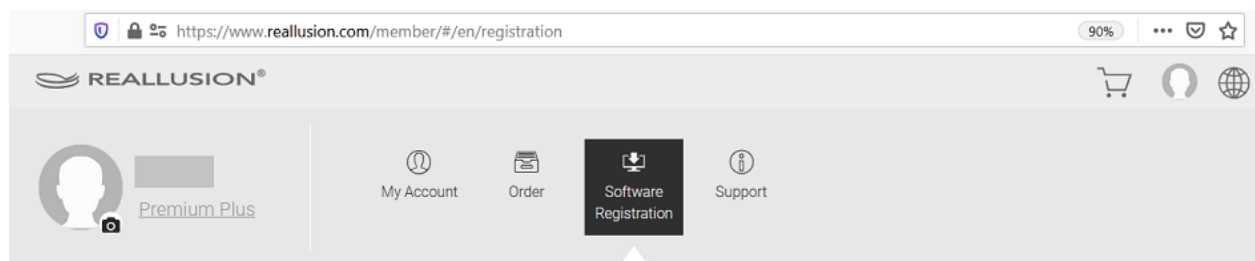 https://www.reallusion.com/member/#/en/registration
90%
REALLUSION®
My Account
Order
Software
Registration
Support
Premium Plus